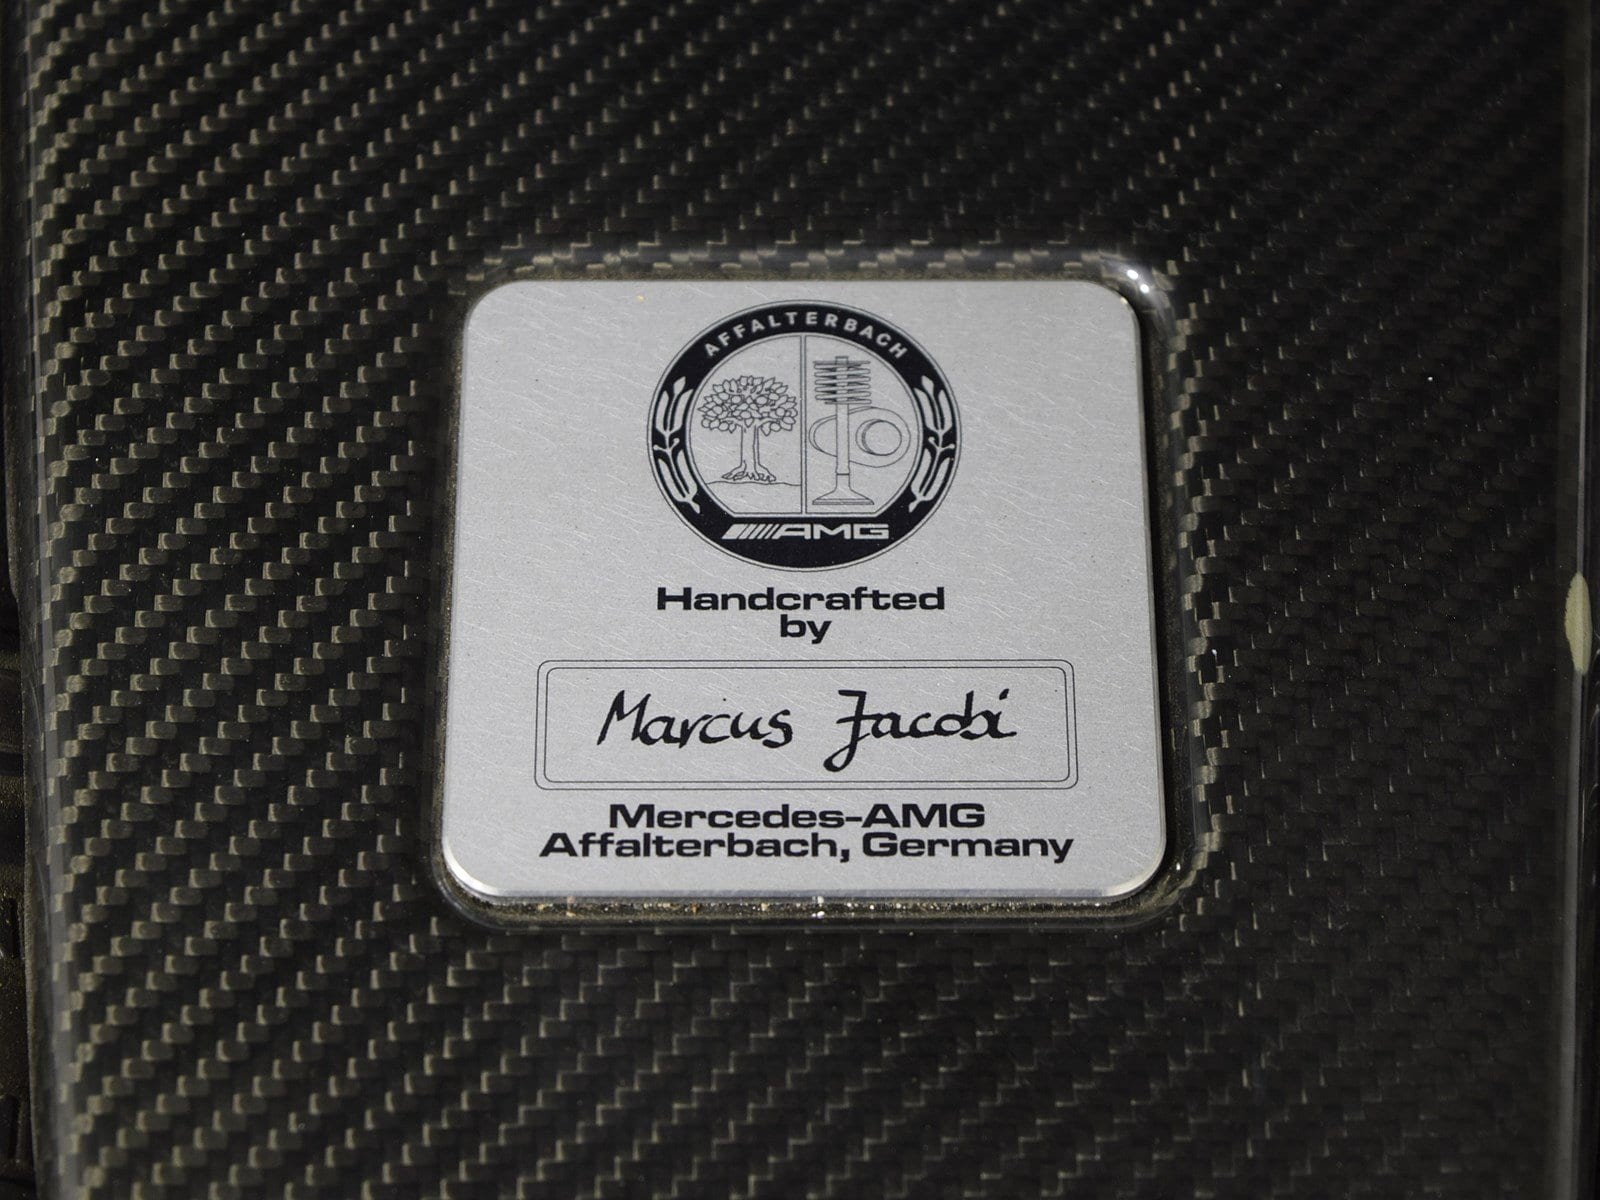 AFFALTERBACH
AMG
Handcrafted
by
Marcus Jacobi
Mercedes-AMG
Affalterbach, Germany